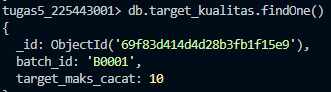 tugas5_225443001> db.target_kualitas.findOne()
{
  _id: ObjectId('69f83d414d4d28b3fb1f15e9'),
  batch_id: 'B0001',
  target_maks_cacat: 10